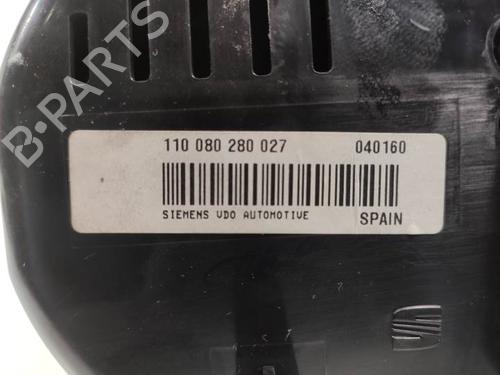 B-PARTS
110 080 280 027 040160
SIEMENS VDO AUTOMOTIVE SPAIN